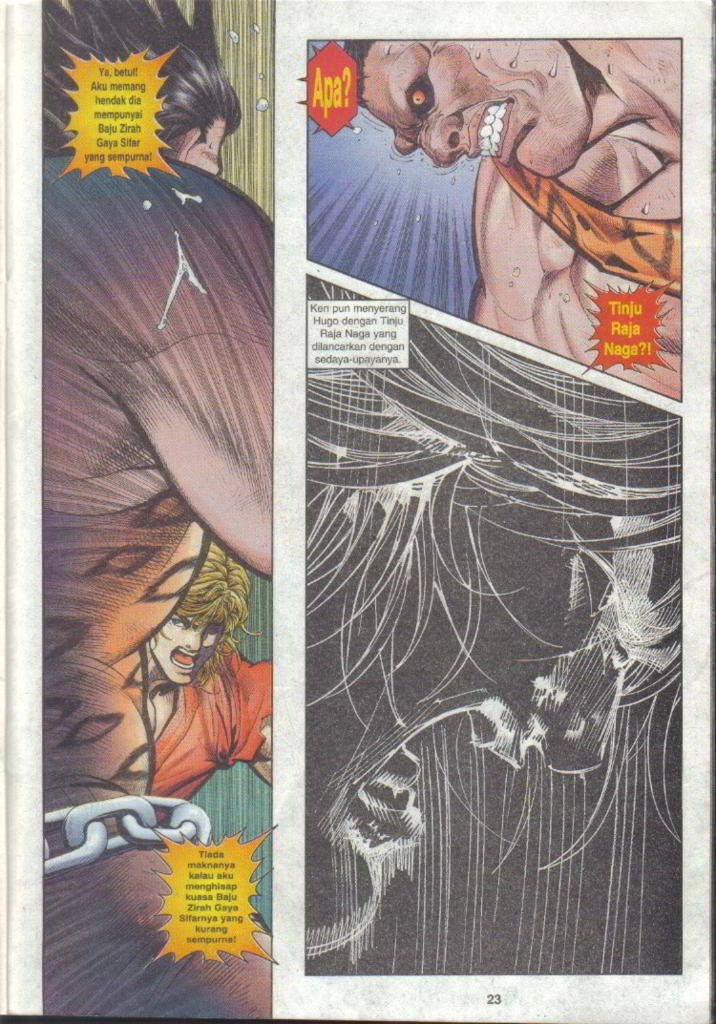 Ya, betul!
Aku memang
hendak dia
mempunyai
Baju Zirah
Gaya Sifar
yang sempurna!
Tiada
maknanya
kalau aku
menghisap
kuasa Baju
Zirah Gaya
Sifarnya yang
kurang
sempurna!
Apa?
Tinju
Raja
Naga?!
Ken pun menyerang
Hugo dengan Tinju
Raja Naga yang
dilancarkan dengan
sedaya-upayanya.
23